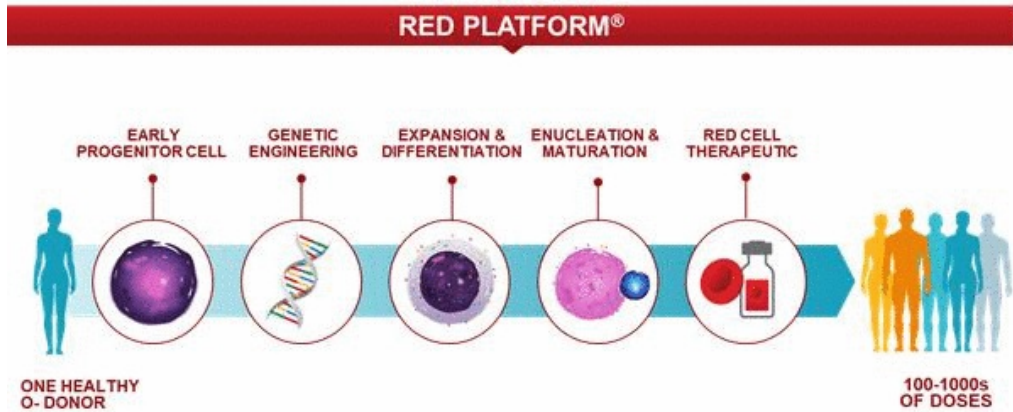 RED PLATFORM®
EARLY
PROGENITOR CELL
GENETIC
ENGINEERING
EXPANSION &
DIFFERENTIATION
ENUCLEATION &
MATURATION
RED CELL
THERAPEUTIC
ONE HEALTHY
O- DONOR
100-1000s
OF DOSES